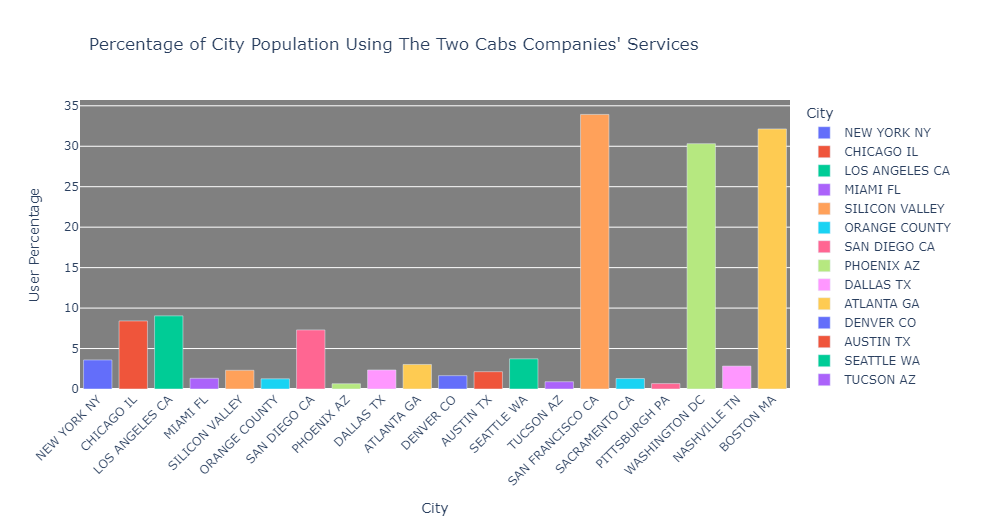 Percentage of City Population Using The Two Cabs Companies' Services
User Percentage
35
30
25
20
15
10
5
0
NEW YORK NY
CHICAGO IL
LOS ANGELES CA
MIAMI FL
SILICON VALLEY
ORANGE COUNTY
SAN DIEGO CA
PHOENIX AZ
DALLAS TX
ATLANTA GA
DENVER CO
AUSTIN TX
SEATTLE WA
TUCSON AZ
SAN FRANCISCO CA
SACRAMENTO CA
PITTSBURGH PA
WASHINGTON DC
NASHVILLE TN
BOSTON MA
City
City
NEW YORK NY
CHICAGO IL
LOS ANGELES CA
MIAMI FL
SILICON VALLEY
ORANGE COUNTY
SAN DIEGO CA
PHOENIX AZ
DALLAS TX
ATLANTA GA
DENVER CO
AUSTIN TX
SEATTLE WA
TUCSON AZ